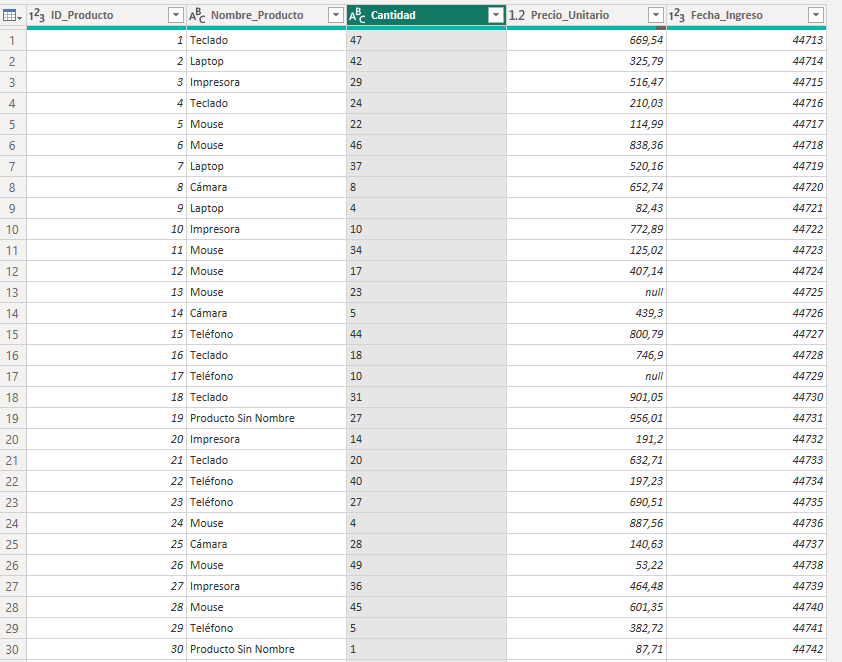 1²3 ID_Producto ABC Nombre_Producto ABC Cantidad 1.2 Precio_Unitario 1²3 Fecha_Ingreso
1 1 Teclado 47 669,54 44713
2 2 Laptop 42 325,79 44714
3 3 Impresora 29 516,47 44715
4 4 Teclado 24 210,03 44716
5 5 Mouse 22 114,99 44717
6 6 Mouse 46 838,36 44718
7 7 Laptop 37 520,16 44719
8 8 Cámara 8 652,74 44720
9 9 Laptop 4 82,43 44721
10 10 Impresora 10 772,89 44722
11 11 Mouse 34 125,02 44723
12 12 Mouse 17 407,14 44724
13 13 Mouse 23 null 44725
14 14 Cámara 5 439,3 44726
15 15 Teléfono 44 800,79 44727
16 16 Teclado 18 746,9 44728
17 17 Teléfono 10 null 44729
18 18 Teclado 31 901,05 44730
19 19 Producto Sin Nombre 27 956,01 44731
20 20 Impresora 14 191,2 44732
21 21 Teclado 20 632,71 44733
22 22 Teléfono 40 197,23 44734
23 23 Teléfono 27 690,51 44735
24 24 Mouse 4 887,56 44736
25 25 Cámara 28 140,63 44737
26 26 Mouse 49 53,22 44738
27 27 Impresora 36 464,48 44739
28 28 Mouse 45 601,35 44740
29 29 Teléfono 5 382,72 44741
30 30 Producto Sin Nombre 1 87,71 44742